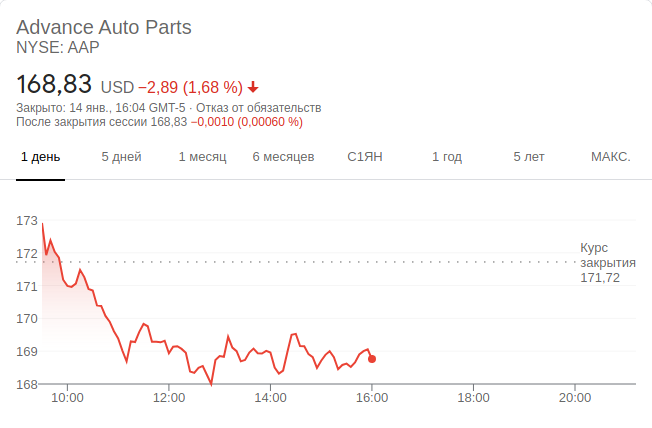 Advance Auto Parts
NYSE: AAP
168,83 USD −2,89 (1,68 %)
Закрыто: 14 янв., 16:04 GMT-5 · Отказ от обязательств
После закрытия сессии 168,83 −0,0010 (0,00060 %)
1 день 5 дней 1 месяц 6 месяцев С1ЯН 1 год 5 лет МАКС.
173
Курс
172
закрытия
171,72
171
170
169
168
10:00 12:00 14:00 16:00 18:00 20:00